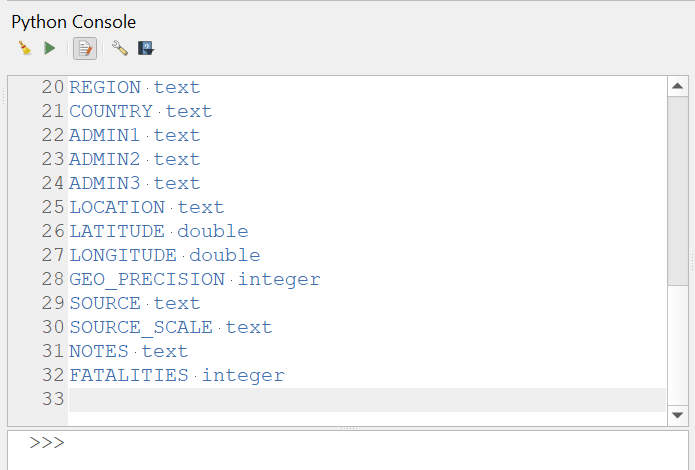 Python Console
20 REGION text
21 COUNTRY text
22 ADMIN1 text
23 ADMIN2 text
24 ADMIN3 text
25 LOCATION text
26 LATITUDE double
27 LONGITUDE double
28 GEO_PRECISION integer
29 SOURCE text
30 SOURCE_SCALE text
31 NOTES text
32 FATALITIES integer
33
>>>